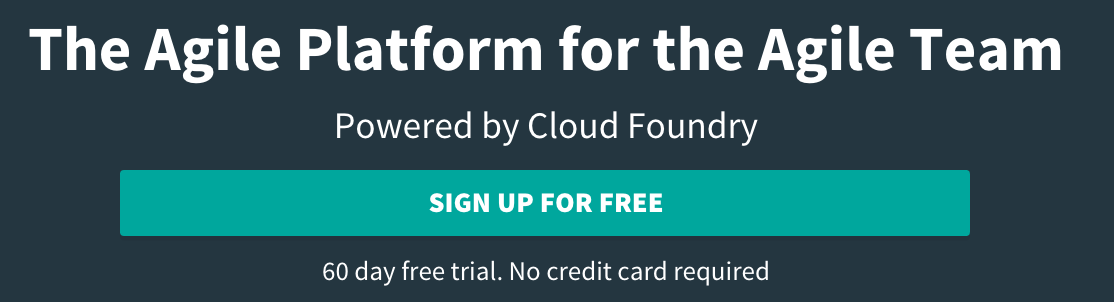 The Agile Platform for the Agile Team
Powered by Cloud Foundry
SIGN UP FOR FREE
60 day free trial. No credit card required